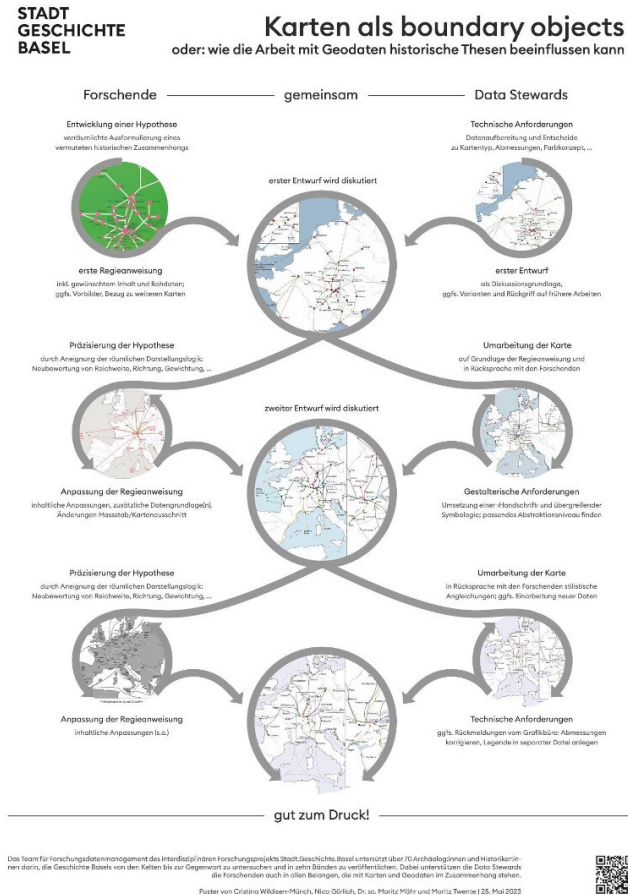 STADT
GESCHICHTE
BASEL
Karten als boundary objects
oder: wie die Arbeit mit Geodaten historische Thesen beeinflussen kann
Forschende
gemeinsam
Data Stewards
Entwicklung einer Hypothese
verräumlichte Ausformulierung eines
vermuteten historischen Zusammenhangs
Technische Anforderungen
Datenaufbereitung und Entscheide
zu Kartentyp, Abmessungen, Farbkonzept, ...
erster Entwurf wird diskutiert
erste Regieanweisung
inkl. gewünschtem Inhalt und Rohdaten;
ggfs. Vorbilder, Bezug zu weiteren Karten
erster Entwurf
als Diskussionsgrundlage,
ggfs. Varianten und Rückgriff auf frühere Arbeiten
Präzisierung der Hypothese
durch Aneignung der räumlichen Darstellungslogik:
Neubewertung von Reichweite, Richtung, Gewichtung, ...
Umarbeitung der Karte
auf Grundlage der Regieanweisung und
in Rücksprache mit den Forschenden
zweiter Entwurf wird diskutiert
Anpassung der Regieanweisung
inhaltliche Anpassungen, zusätzliche Datengrundlage(n),
Änderungen Massstab/Kartenausschnitt
Gestalterische Anforderungen
Umsetzung einer ›Handschrift‹ und übergreifender
Symbologie; passendes Abstraktionsniveau finden
Präzisierung der Hypothese
durch Aneignung der räumlichen Darstellungslogik:
Neubewertung von Reichweite, Richtung, Gewichtung, ...
Umarbeitung der Karte
in Rücksprache mit den Forschenden stilistische
Angleichungen; ggfs. Einarbeitung neuer Daten
Anpassung der Regieanweisung
inhaltliche Anpassungen (s.o.)
Technische Anforderungen
ggfs. Rückmeldungen vom Grafikbüro: Abmessungen
korrigieren, Legende in separater Datei anlegen
gut zum Druck!
Das Team für Forschungsdatenmanagement des interdisziplinären Forschungsprojekts Stadt.Geschichte.Basel unterstützt über 70 Archäolog:innen und Historiker:in-
nen darin, die Geschichte Basels von den Kelten bis zur Gegenwart zu untersuchen und in zehn Bänden zu veröffentlichen. Dabei unterstützen die Data Stewards
die Forschenden auch in allen Belangen, die mit Karten und Geodaten im Zusammenhang stehen.
Poster von Cristina Wildisen-Münch, Nico Görlich, Dr. sc. Moritz Mähr und Moritz Twente | 28. Mai 2023